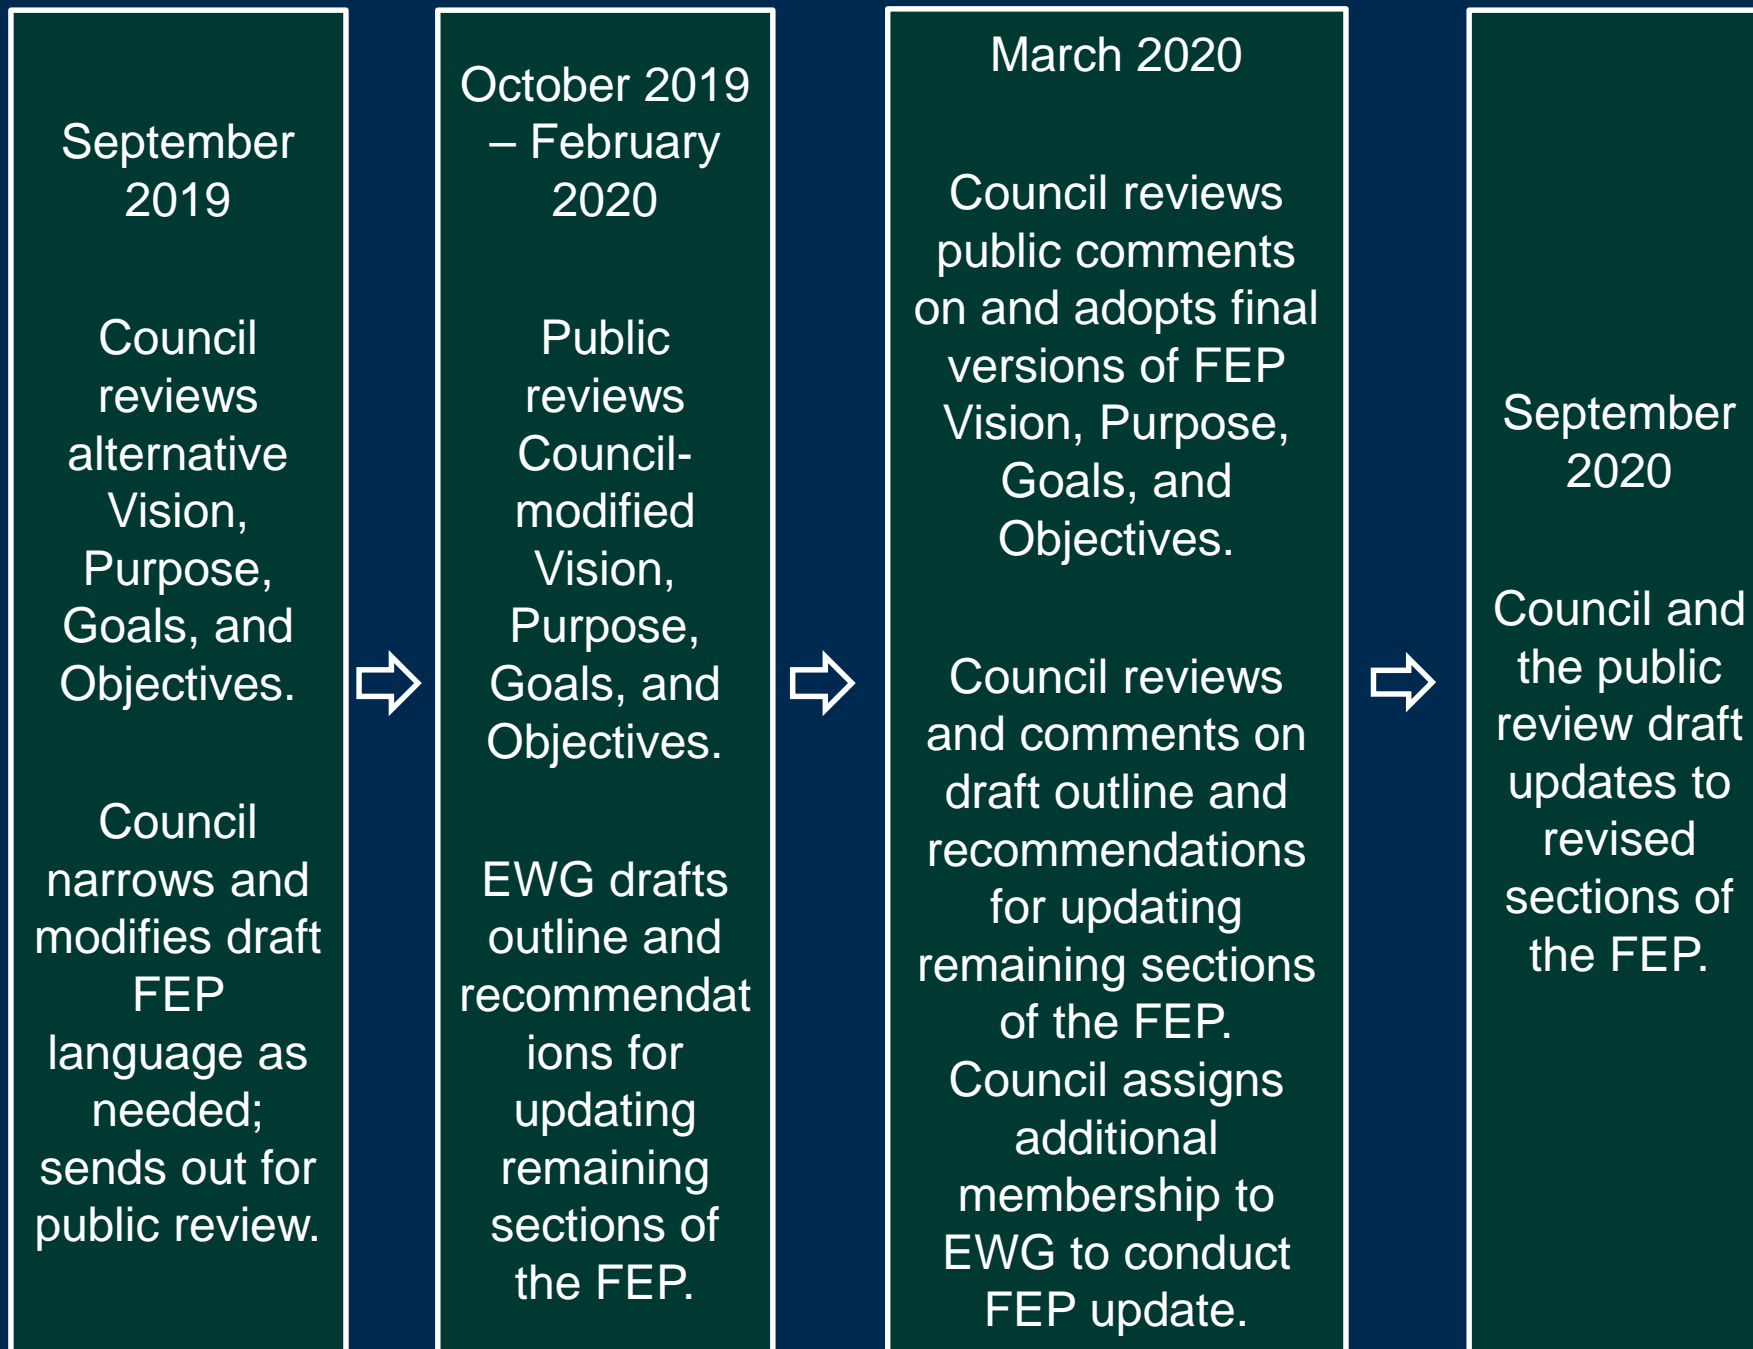 September
2019
Council
reviews
alternative
Vision,
Purpose,
Goals, and
Objectives.
Council
narrows and
modifies draft
FEP
language as
needed;
sends out for
public review.
October 2019
– February
2020
Public
reviews
Council-
modified
Vision,
Purpose,
Goals, and
Objectives.
EWG drafts
outline and
recommendat
ions for
updating
remaining
sections of
the FEP.
March 2020
Council reviews
public comments
on and adopts final
versions of FEP
Vision, Purpose,
Goals, and
Objectives.
Council reviews
and comments on
draft outline and
recommendations
for updating
remaining sections
of the FEP.
Council assigns
additional
membership to
EWG to conduct
FEP update.
September
2020
Council and
the public
review draft
updates to
revised
sections of
the FEP.